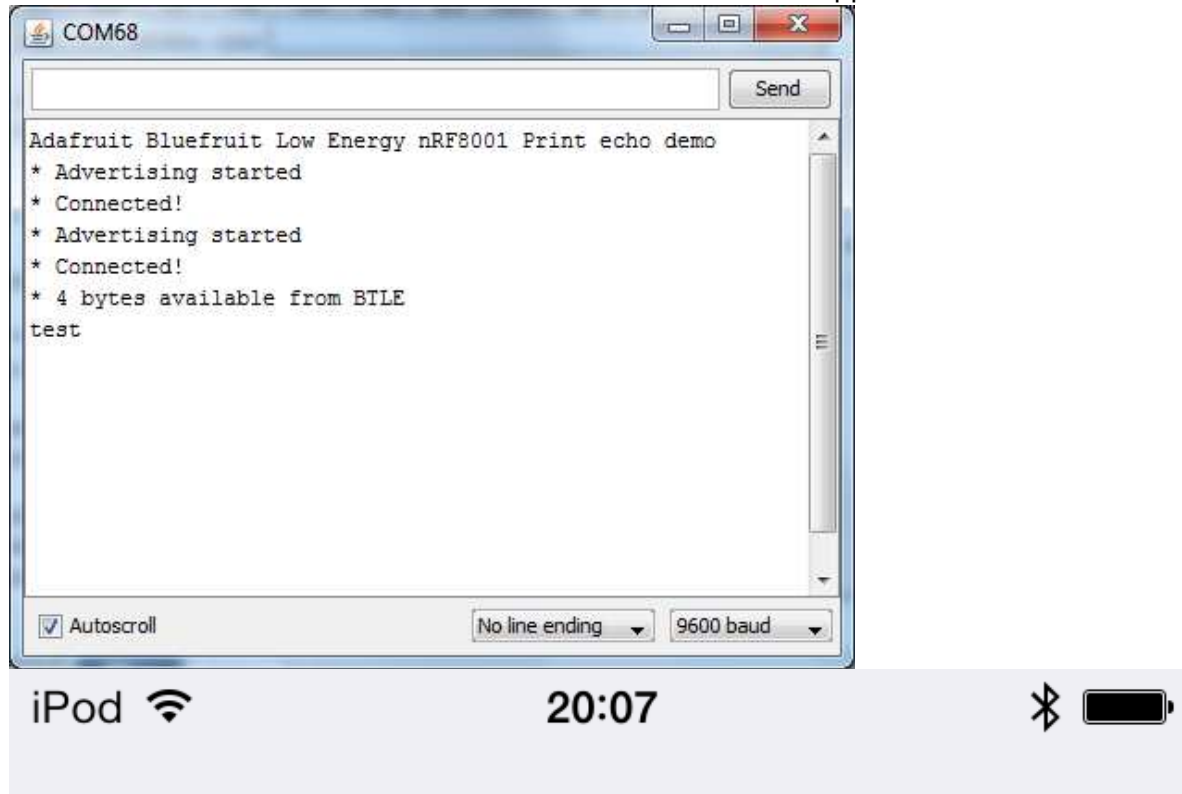 COM68
Send
Adafruit Bluefruit Low Energy nRF8001 Print echo demo
* Advertising started
* Connected!
* Advertising started
* Connected!
* 4 bytes available from BTLE
test
Autoscroll
No line ending
9600 baud
iPod
20:07